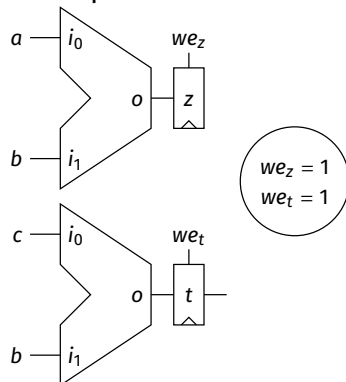 a
i₀
we_z
o
z
b
i₁
we_z = 1
we_t = 1
c
i₀
we_t
o
t
b
i₁